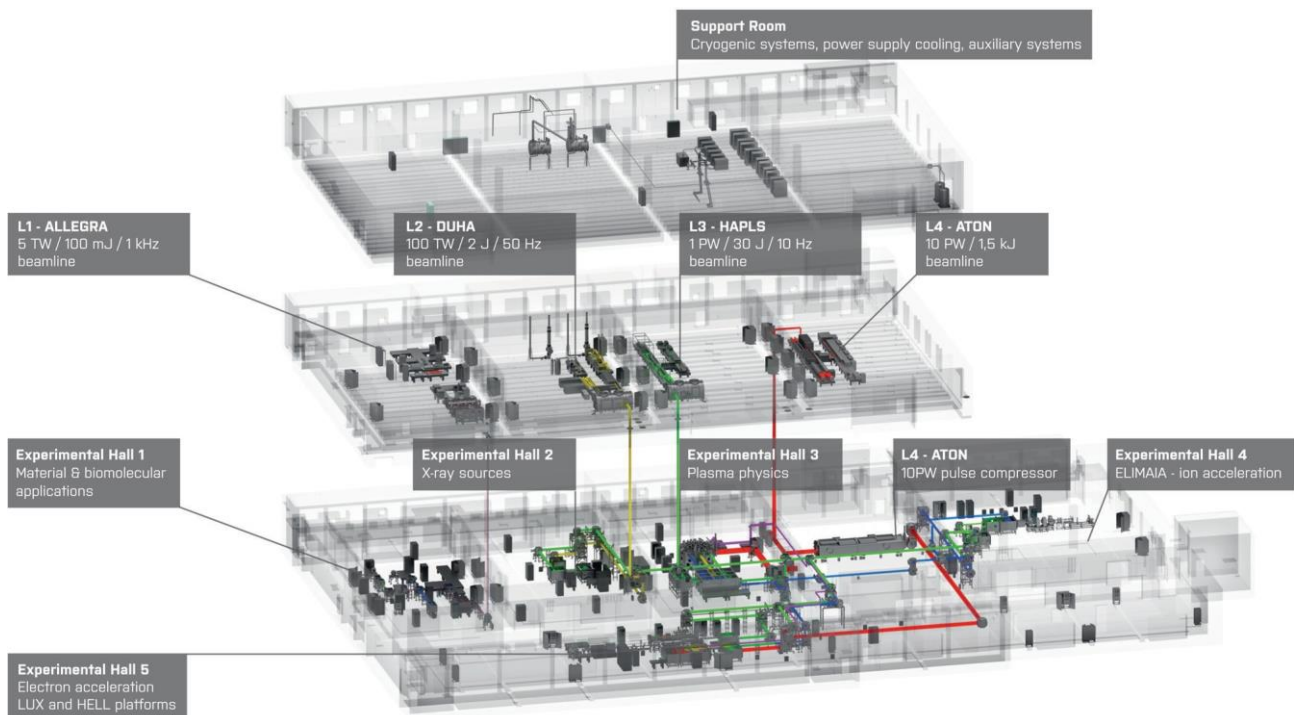 Support Room
Cryogenic systems, power supply cooling, auxiliary systems
L1 - ALLEGRA
5 TW / 100 mJ / 1 kHz
beamline
L2 - DUHA
100 TW / 2 J / 50 Hz
beamline
L3 - HAPLS
1 PW / 30 J / 10 Hz
beamline
L4 - ATON
10 PW / 1,5 kJ
beamline
Experimental Hall 1
Material & biomolecular
applications
Experimental Hall 2
X-ray sources
Experimental Hall 3
Plasma physics
L4 - ATON
10PW pulse compressor
Experimental Hall 4
ELIMAIA - ion acceleration
Experimental Hall 5
Electron acceleration
LUX and HELL platforms